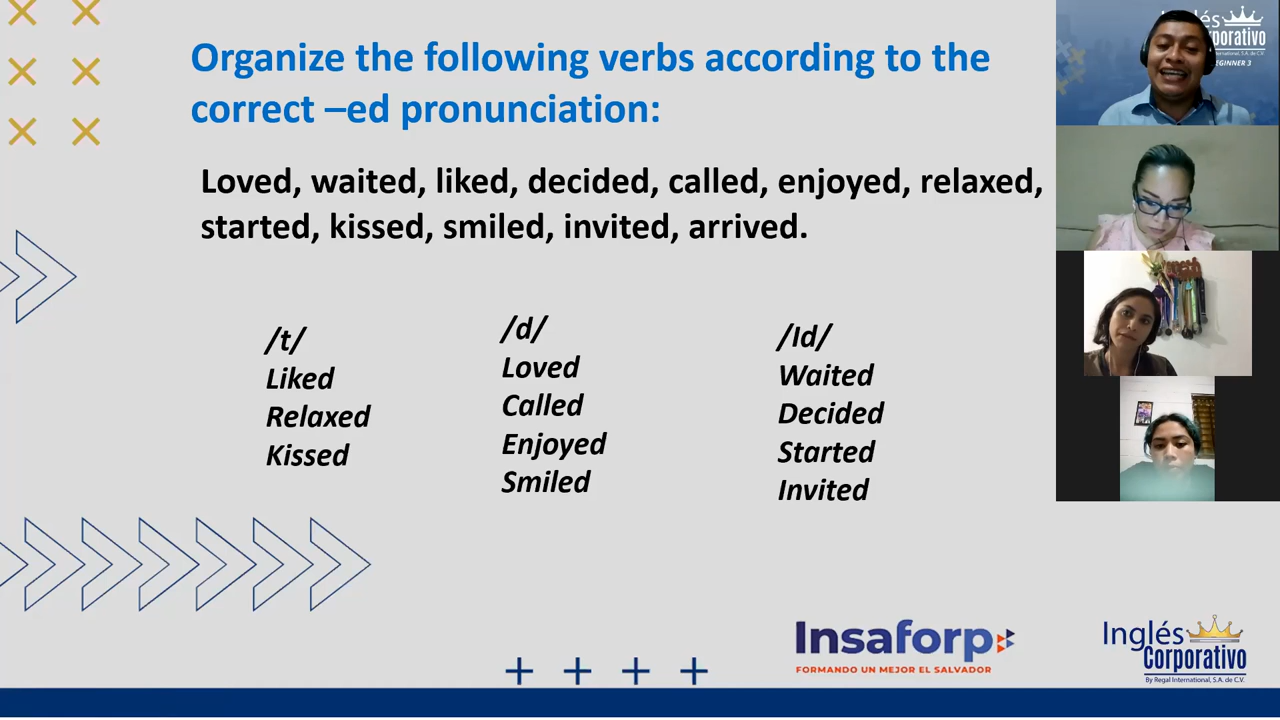 Organize the following verbs according to the
correct –ed pronunciation:
Loved, waited, liked, decided, called, enjoyed, relaxed,
started, kissed, smiled, invited, arrived.
/t/
Liked
Relaxed
Kissed
/d/
Loved
Called
Enjoyed
Smiled
/Id/
Waited
Decided
Started
Invited
Insaforp
FORMANDO UN MEJOR EL SALVADOR
Inglés
Corporativo
By Regal International, S.A. de C.V.